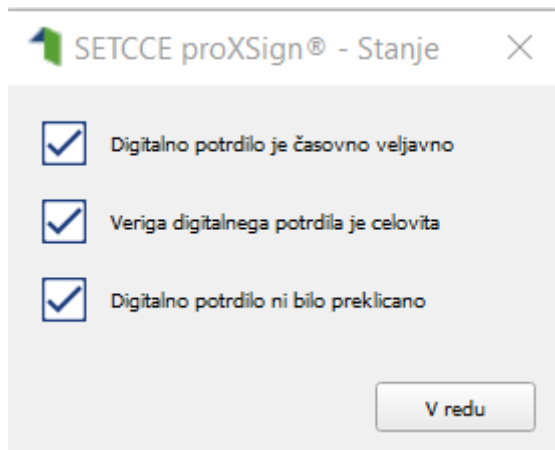 SETCCE proXSign® - Stanje
Digitalno potrdilo je časovno veljavno
Veriga digitalnega potrdila je celovita
Digitalno potrdilo ni bilo preklicano
V redu